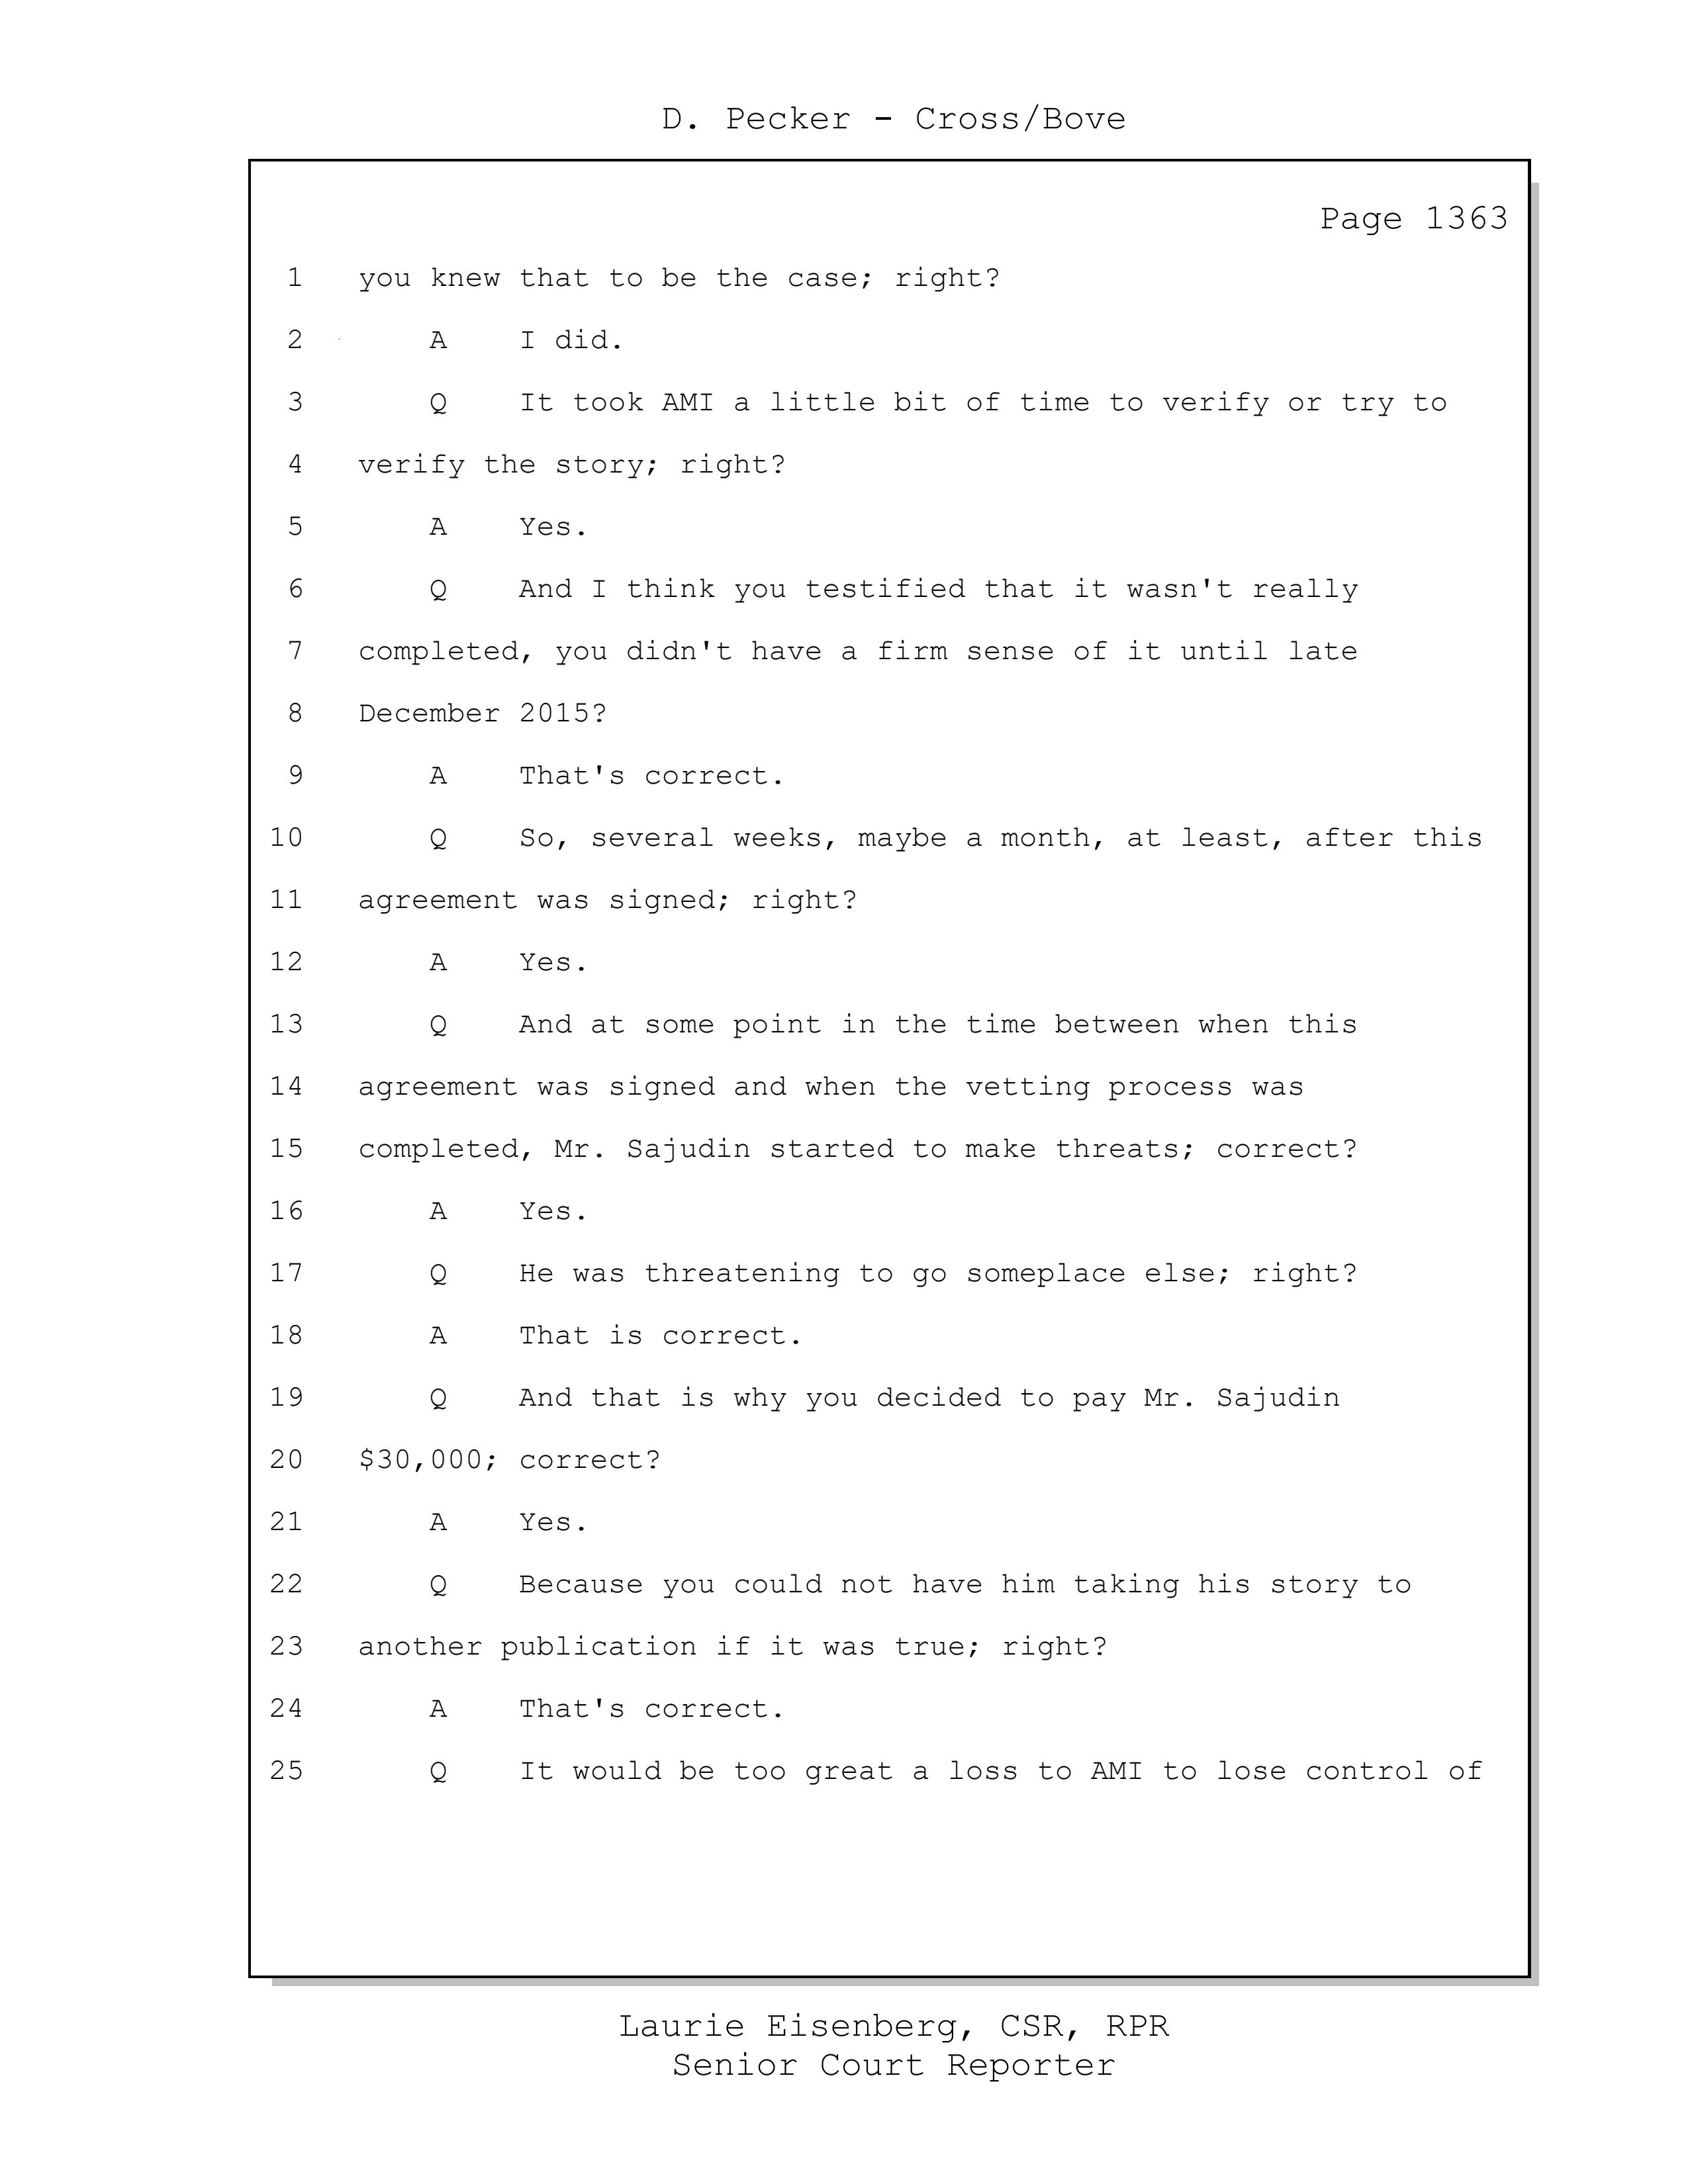 D. Pecker - Cross/Bove
Page 1363
1 you knew that to be the case; right?
2 A I did.
3 Q It took AMI a little bit of time to verify or try to
4 verify the story; right?
5 A Yes.
6 Q And I think you testified that it wasn't really
7 completed, you didn't have a firm sense of it until late
8 December 2015?
9 A That's correct.
10 Q So, several weeks, maybe a month, at least, after this
11 agreement was signed; right?
12 A Yes.
13 Q And at some point in the time between when this
14 agreement was signed and when the vetting process was
15 completed, Mr. Sajudin started to make threats; correct?
16 A Yes.
17 Q He was threatening to go someplace else; right?
18 A That is correct.
19 Q And that is why you decided to pay Mr. Sajudin
20 $30,000; correct?
21 A Yes.
22 Q Because you could not have him taking his story to
23 another publication if it was true; right?
24 A That's correct.
25 Q It would be too great a loss to AMI to lose control of
Laurie Eisenberg, CSR, RPR
Senior Court Reporter